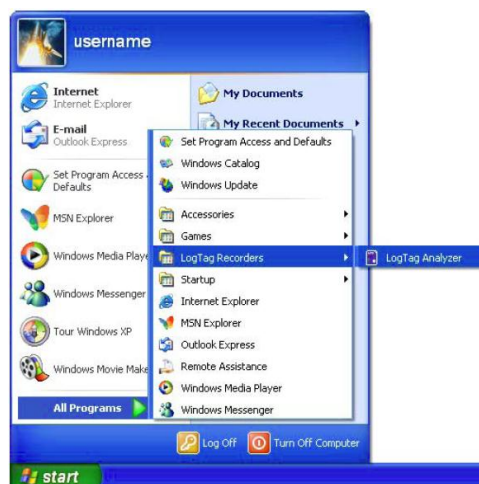 username
Internet
Internet Explorer
E-mail
Outlook Express
Set Program Access
Defaults
MSN Explorer
Windows Media Playe
Windows Messenger
Tour Windows XP
Windows Movie Make
All Programs
My Documents
My Recent Documents
Set Program Access and Defaults
Windows Catalog
Windows Update
Accessories
Games
LogTag Recorders
LogTag Analyzer
Startup
Internet Explorer
MSN Explorer
Outlook Express
Remote Assistance
Windows Media Player
Windows Messenger
Log Off
Turn Off Computer
start